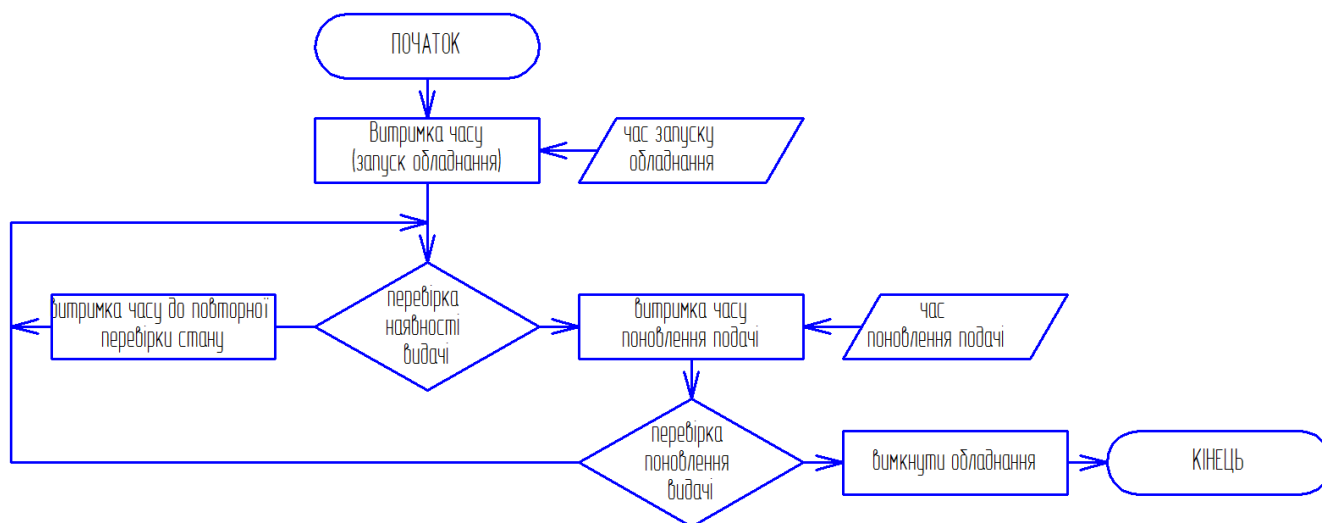 ПОЧАТОК
Витримка часу
(запуск обладнання)
час запуску
обладнання
витримка часу до повторної
перевірки стану
перевірка
наявності
видачі
витримка часу
поновлення подачі
час
поновлення подачі
перевірка
поновлення
видачі
вимкнути обладнання
КІНЕЦЬ